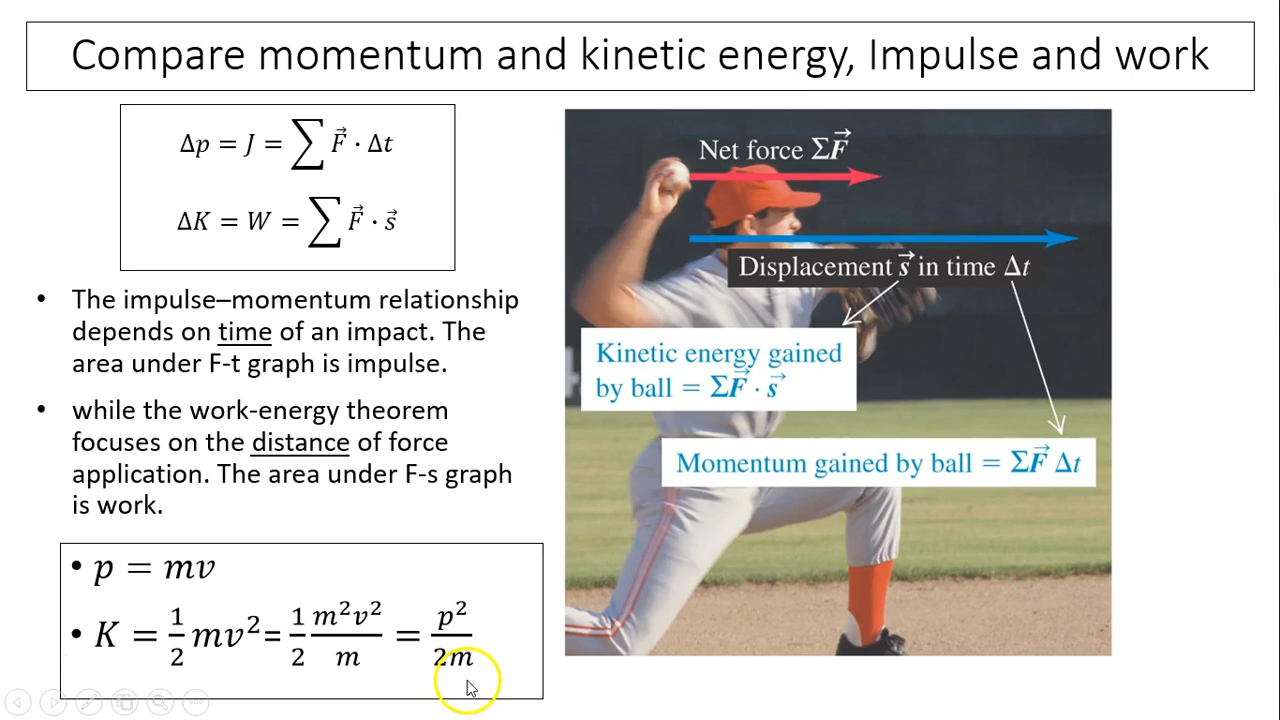 Compare momentum and kinetic energy, Impulse and work
Δp = J = ∑ F⃗ · Δt
ΔK = W = ∑ F⃗ · s⃗
• The impulse–momentum relationship
depends on time of an impact. The
area under F-t graph is impulse.
• while the work-energy theorem
focuses on the distance of force
application. The area under F-s graph
is work.
• p = mv
• K = 1/2 mv² = 1/2 m²v²/m = p²/2m
Net force ΣF⃗
Displacement s⃗ in time Δt
Kinetic energy gained
by ball = ΣF⃗ · s⃗
Momentum gained by ball = ΣF⃗ Δt